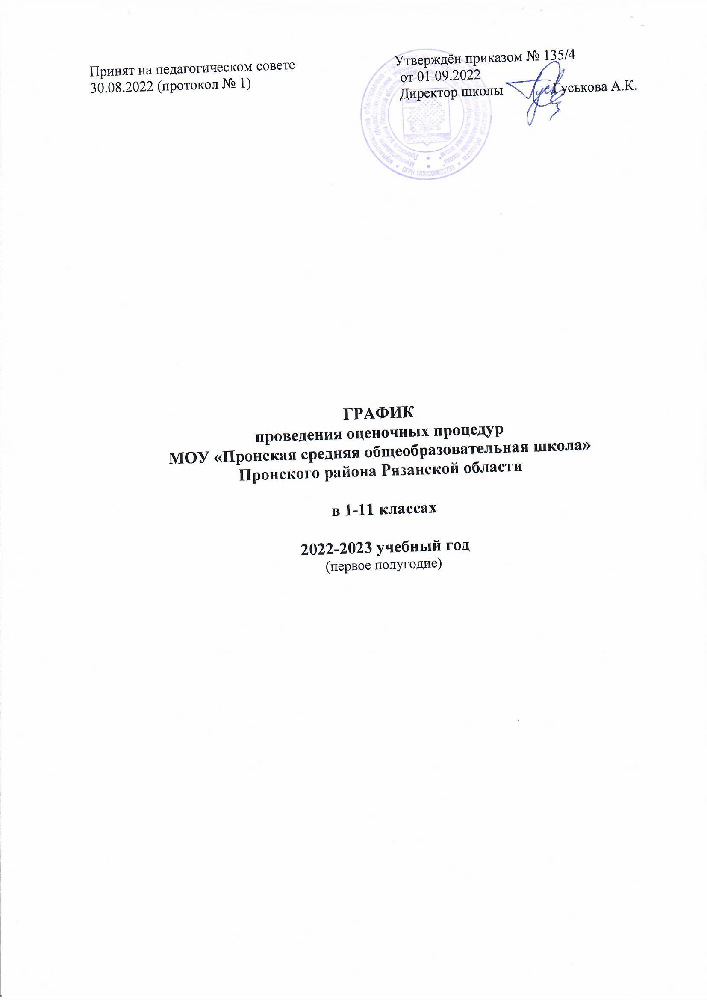 Принят на педагогическом совете
30.08.2022 (протокол № 1)
Утверждён приказом № 135/4
от 01.09.2022
Директор школы Гуськова А.К.
ОГРН 1026200622733
ГРАФИК
проведения оценочных процедур
МОУ «Пронская средняя общеобразовательная школа»
Пронского района Рязанской области
в 1-11 классах
2022-2023 учебный год
(первое полугодие)